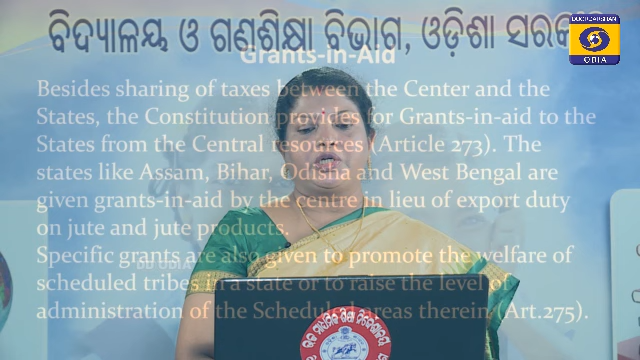 ବିଦ୍ୟାଳୟ ଓ ଗଣଶିକ୍ଷା ବିଭାଗ, ଓଡ଼ିଶା ସରକାର
DOORDARSHAN
ODIA
Grants-in-Aid
Besides sharing of taxes between the Center and the
States, the Constitution provides for Grants-in-aid to the
States from the Central resources (Article 273). The
states like Assam, Bihar, Odisha and West Bengal are
given grants-in-aid by the centre in lieu of export duty
on jute and jute products.
Specific grants are also given to promote the welfare of
scheduled tribes in a state or to raise the level of
administration of the Scheduled areas therein (Art.275).
DD ODIA